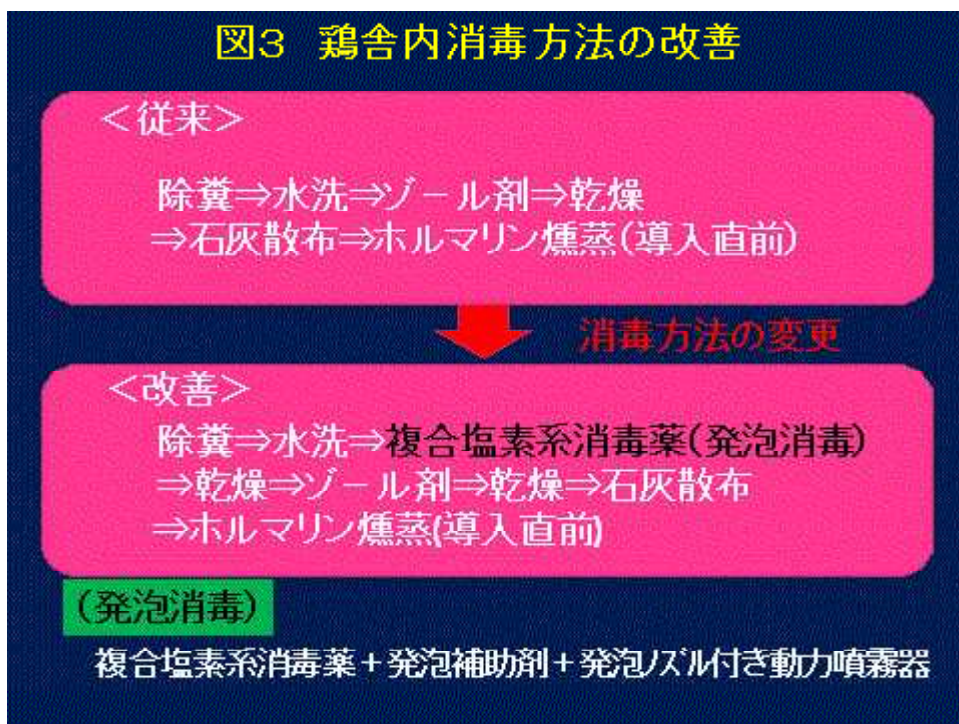 図3 鶏舎内消毒方法の改善
＜従来＞
除糞⇒水洗⇒ゾール剤⇒乾燥
⇒石灰散布⇒ホルマリン燻蒸(導入直前)
消毒方法の変更
＜改善＞
除糞⇒水洗⇒複合塩素系消毒薬(発泡消毒)
⇒乾燥⇒ゾール剤⇒乾燥⇒石灰散布
⇒ホルマリン燻蒸(導入直前)
(発泡消毒)
複合塩素系消毒薬＋発泡補助剤＋発泡ﾉｽﾞﾙ付き動力噴霧器